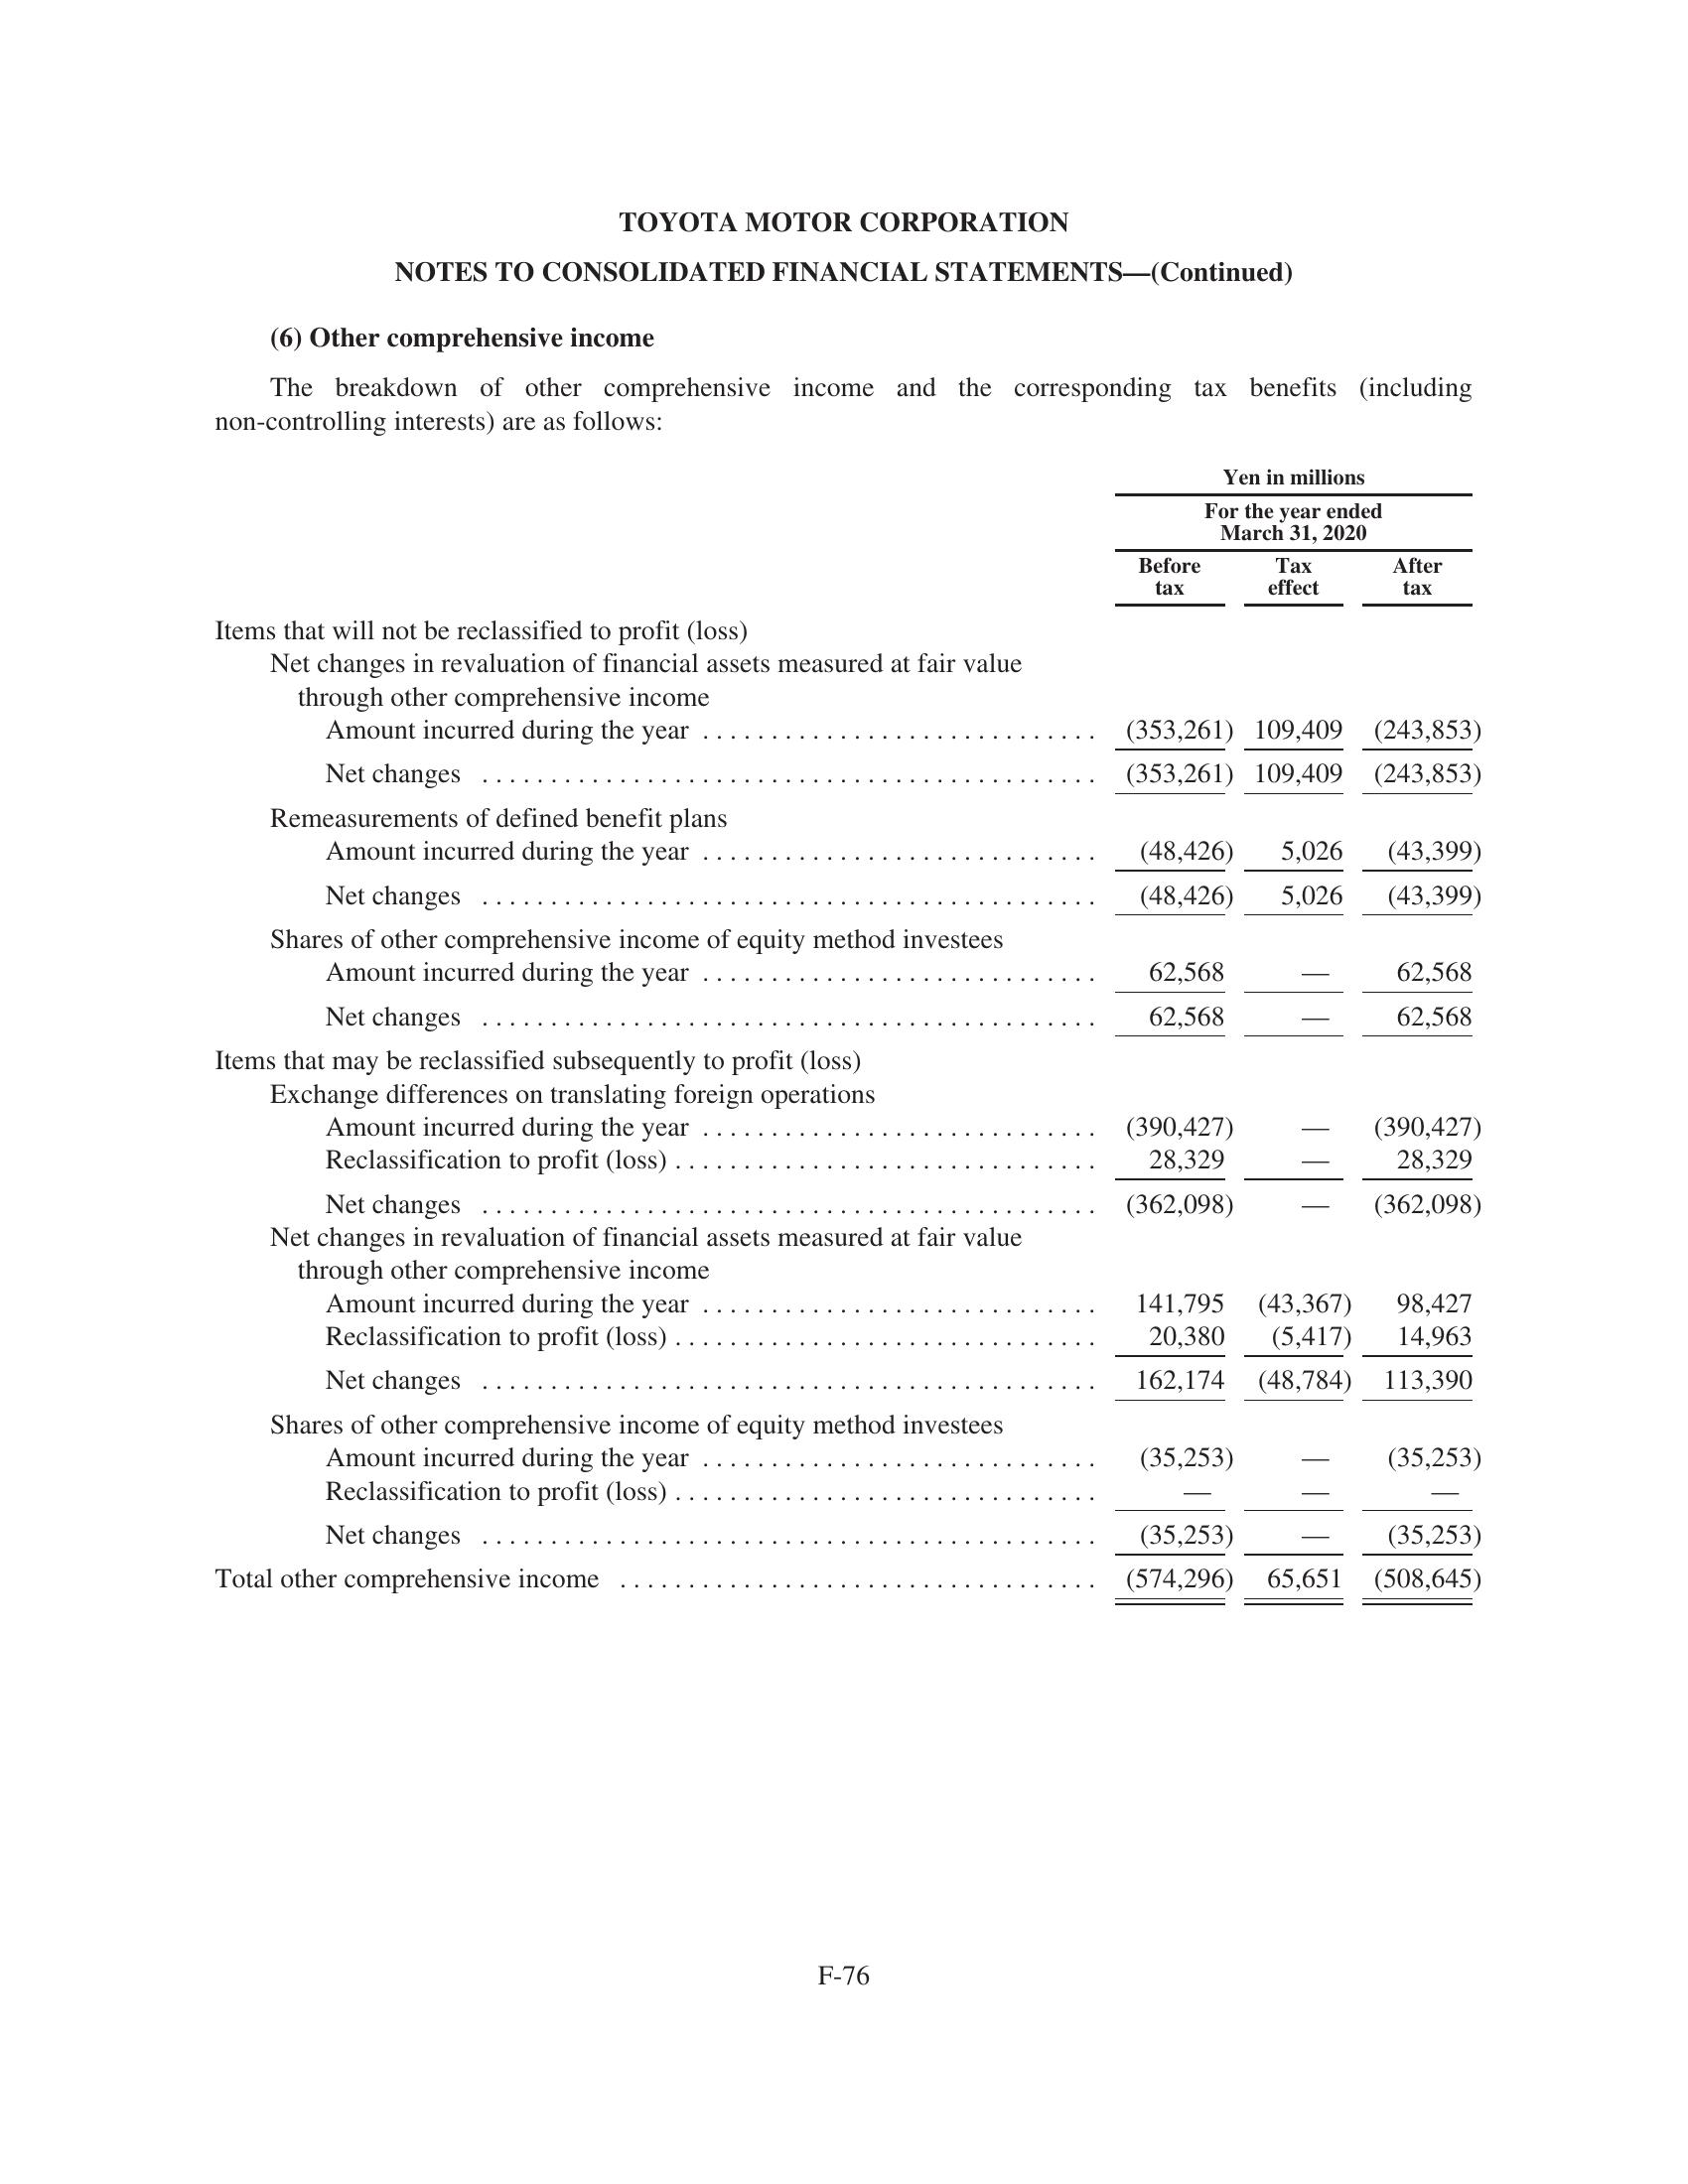 TOYOTA MOTOR CORPORATION
NOTES TO CONSOLIDATED FINANCIAL STATEMENTS—(Continued)
(6) Other comprehensive income
The breakdown of other comprehensive income and the corresponding tax benefits (including
non-controlling interests) are as follows:
Yen in millions
For the year ended
March 31, 2020
Before tax Tax effect After tax
Items that will not be reclassified to profit (loss)
Net changes in revaluation of financial assets measured at fair value
through other comprehensive income
Amount incurred during the year . . . . . . . . . . . . . . . . . . . . . . . . . . . . . (353,261) 109,409 (243,853)
Net changes . . . . . . . . . . . . . . . . . . . . . . . . . . . . . . . . . . . . . . . . . . . . . (353,261) 109,409 (243,853)
Remeasurements of defined benefit plans
Amount incurred during the year . . . . . . . . . . . . . . . . . . . . . . . . . . . . . (48,426) 5,026 (43,399)
Net changes . . . . . . . . . . . . . . . . . . . . . . . . . . . . . . . . . . . . . . . . . . . . . (48,426) 5,026 (43,399)
Shares of other comprehensive income of equity method investees
Amount incurred during the year . . . . . . . . . . . . . . . . . . . . . . . . . . . . . 62,568 — 62,568
Net changes . . . . . . . . . . . . . . . . . . . . . . . . . . . . . . . . . . . . . . . . . . . . . 62,568 — 62,568
Items that may be reclassified subsequently to profit (loss)
Exchange differences on translating foreign operations
Amount incurred during the year . . . . . . . . . . . . . . . . . . . . . . . . . . . . . (390,427) — (390,427)
Reclassification to profit (loss) . . . . . . . . . . . . . . . . . . . . . . . . . . . . . . . 28,329 — 28,329
Net changes . . . . . . . . . . . . . . . . . . . . . . . . . . . . . . . . . . . . . . . . . . . . . (362,098) — (362,098)
Net changes in revaluation of financial assets measured at fair value
through other comprehensive income
Amount incurred during the year . . . . . . . . . . . . . . . . . . . . . . . . . . . . . 141,795 (43,367) 98,427
Reclassification to profit (loss) . . . . . . . . . . . . . . . . . . . . . . . . . . . . . . . 20,380 (5,417) 14,963
Net changes . . . . . . . . . . . . . . . . . . . . . . . . . . . . . . . . . . . . . . . . . . . . . 162,174 (48,784) 113,390
Shares of other comprehensive income of equity method investees
Amount incurred during the year . . . . . . . . . . . . . . . . . . . . . . . . . . . . . (35,253) — (35,253)
Reclassification to profit (loss) . . . . . . . . . . . . . . . . . . . . . . . . . . . . . . . — — —
Net changes . . . . . . . . . . . . . . . . . . . . . . . . . . . . . . . . . . . . . . . . . . . . . (35,253) — (35,253)
Total other comprehensive income . . . . . . . . . . . . . . . . . . . . . . . . . . . . . . . . . . . (574,296) 65,651 (508,645)
F-76